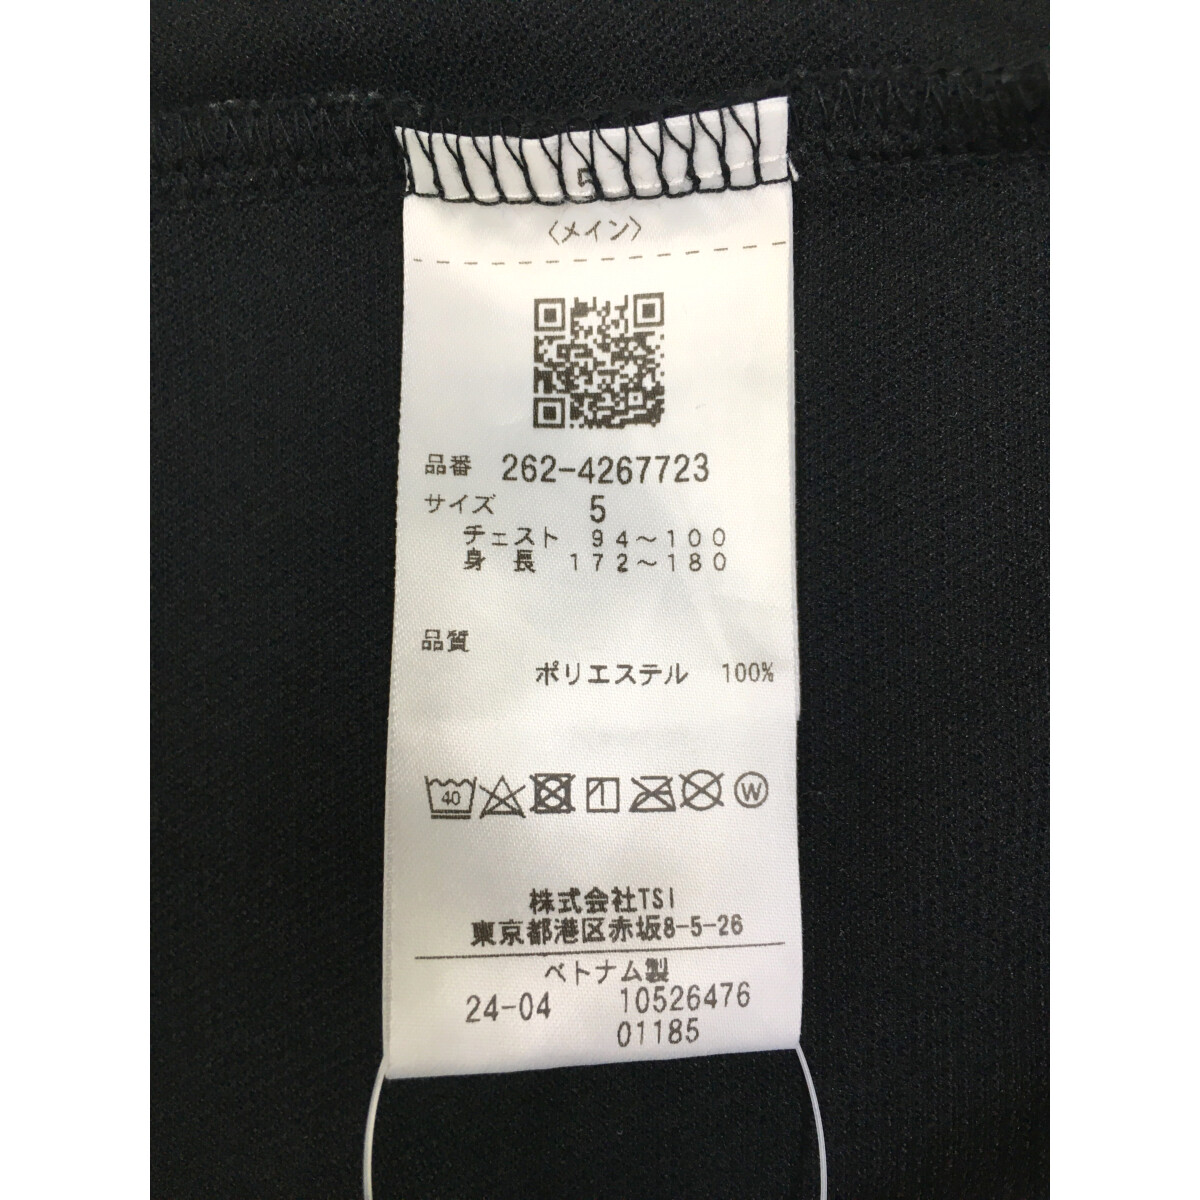 5
〈メイン〉
品番 262-4267723
サイズ 5
チェスト 94～100
身長 172～180
品質
ポリエステル 100%
40 W
株式会社TSI
東京都港区赤坂8-5-26
ベトナム製
24-04 10526476
01185